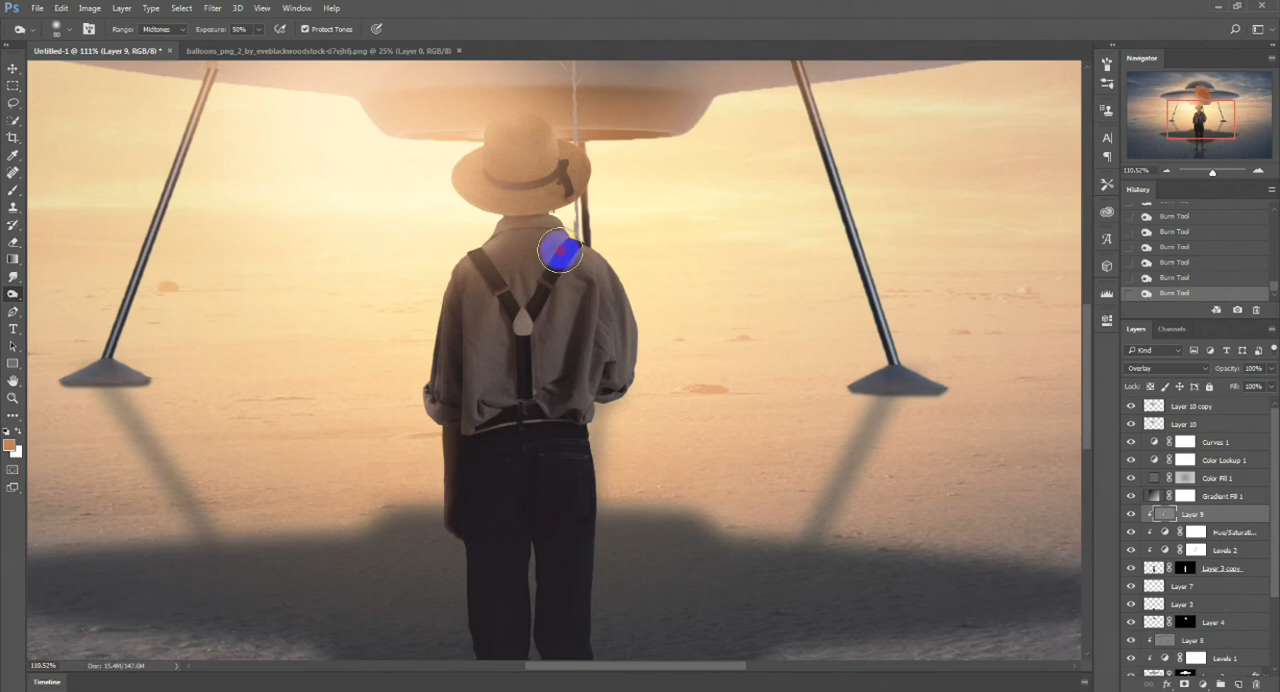 Ps File Edit Image Layer Type Select Filter 3D View Window Help
80 Range: Midtones Exposure: 50% Protect Tones
Untitled-1 @ 111% (Layer 9, RGB/8) * × balloons_png_2_by_eveblackwoodstock-d7vjhfj.png @ 25% (Layer 0, RGB/8) ×
Navigator
110.52%
History
Burn Tool
Burn Tool
Burn Tool
Burn Tool
Burn Tool
Burn Tool
Layers Channels
Kind
Overlay Opacity: 100%
Lock: Fill: 100%
Layer 10 copy
Layer 10
Curves 1
Color Lookup 1
Color Fill 1
Gradient Fill 1
Layer 9
Hue/Saturati...
Levels 2
Layer 3 copy
Layer 7
Layer 3
Layer 4
Layer 8
Levels 1
110.52% Doc: 15.4M/147.8M
Timeline